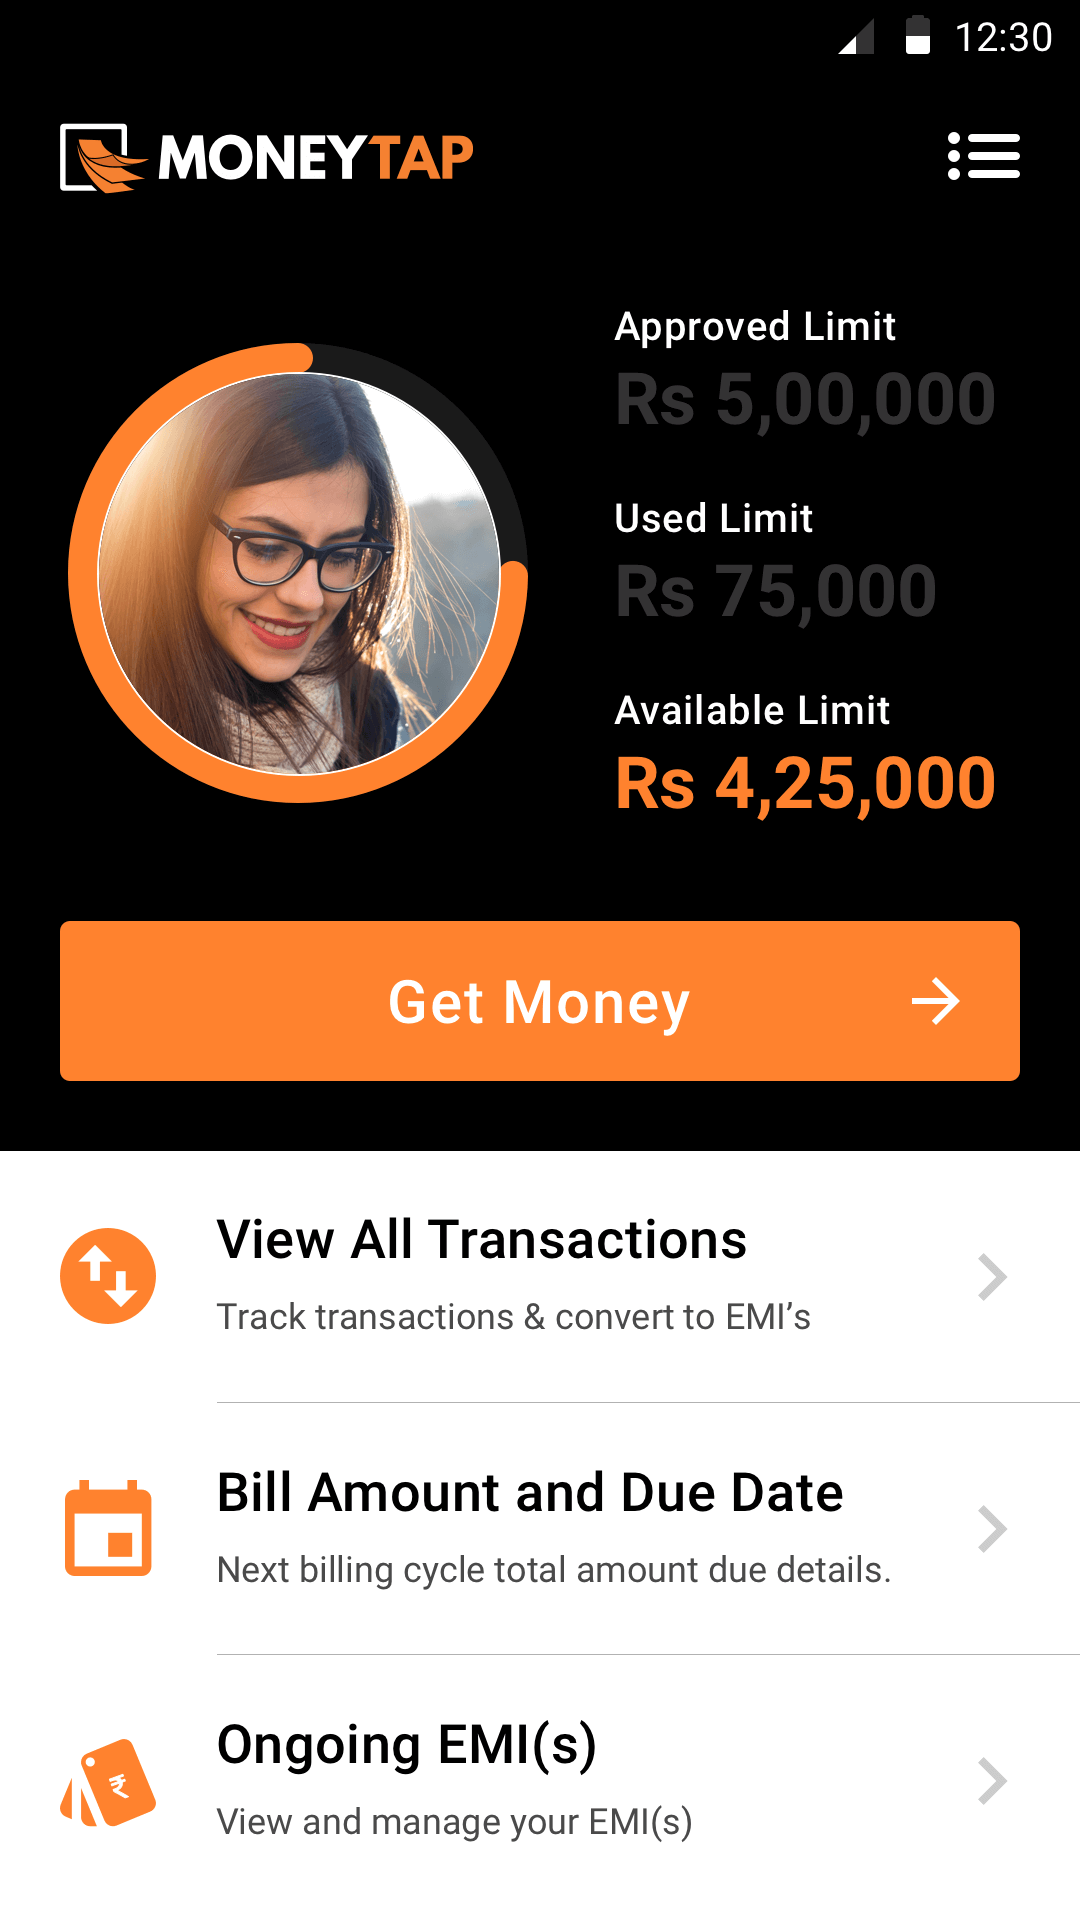 12:30
MONEYTAP
Approved Limit
Rs 5,00,000
Used Limit
Rs 75,000
Available Limit
Rs 4,25,000
Get Money
View All Transactions
Track transactions & convert to EMI’s
Bill Amount and Due Date
Next billing cycle total amount due details.
₹
Ongoing EMI(s)
View and manage your EMI(s)